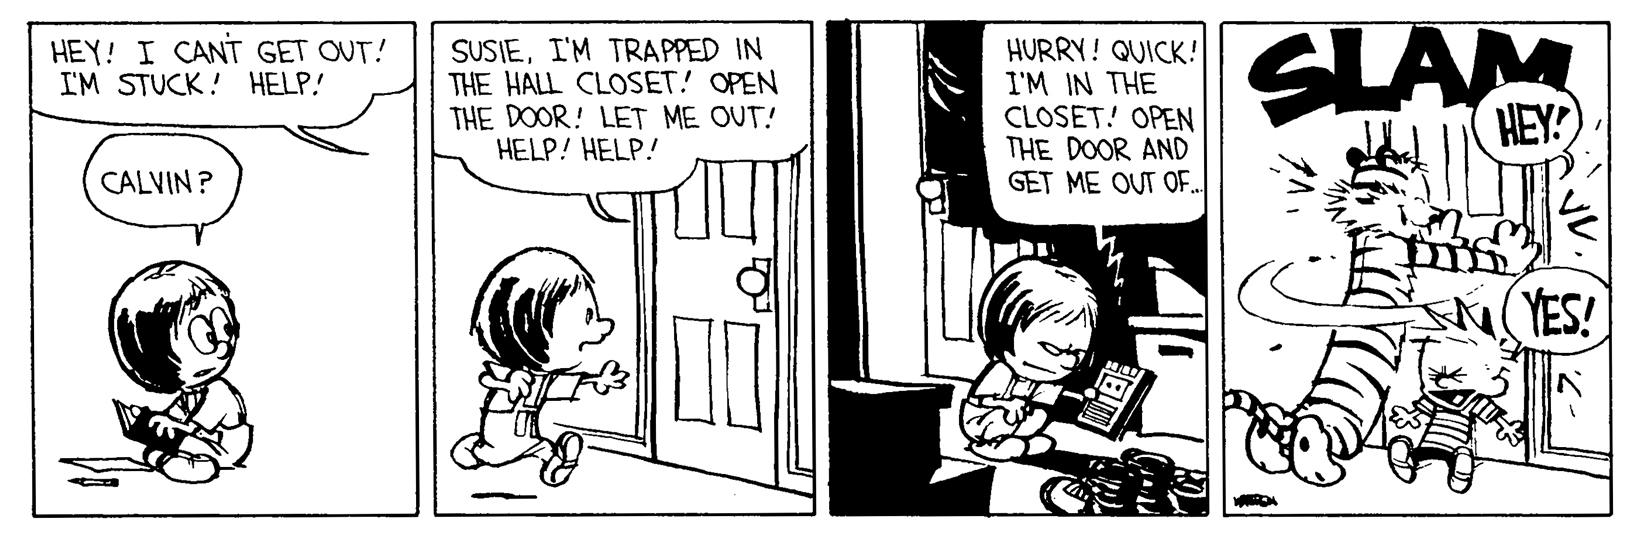 HEY! I CAN'T GET OUT!
I'M STUCK! HELP!
CALVIN?
SUSIE, I'M TRAPPED IN
THE HALL CLOSET! OPEN
THE DOOR! LET ME OUT!
HELP! HELP!
HURRY! QUICK!
I'M IN THE
CLOSET! OPEN
THE DOOR AND
GET ME OUT OF...
SLAM
HEY!
YES!